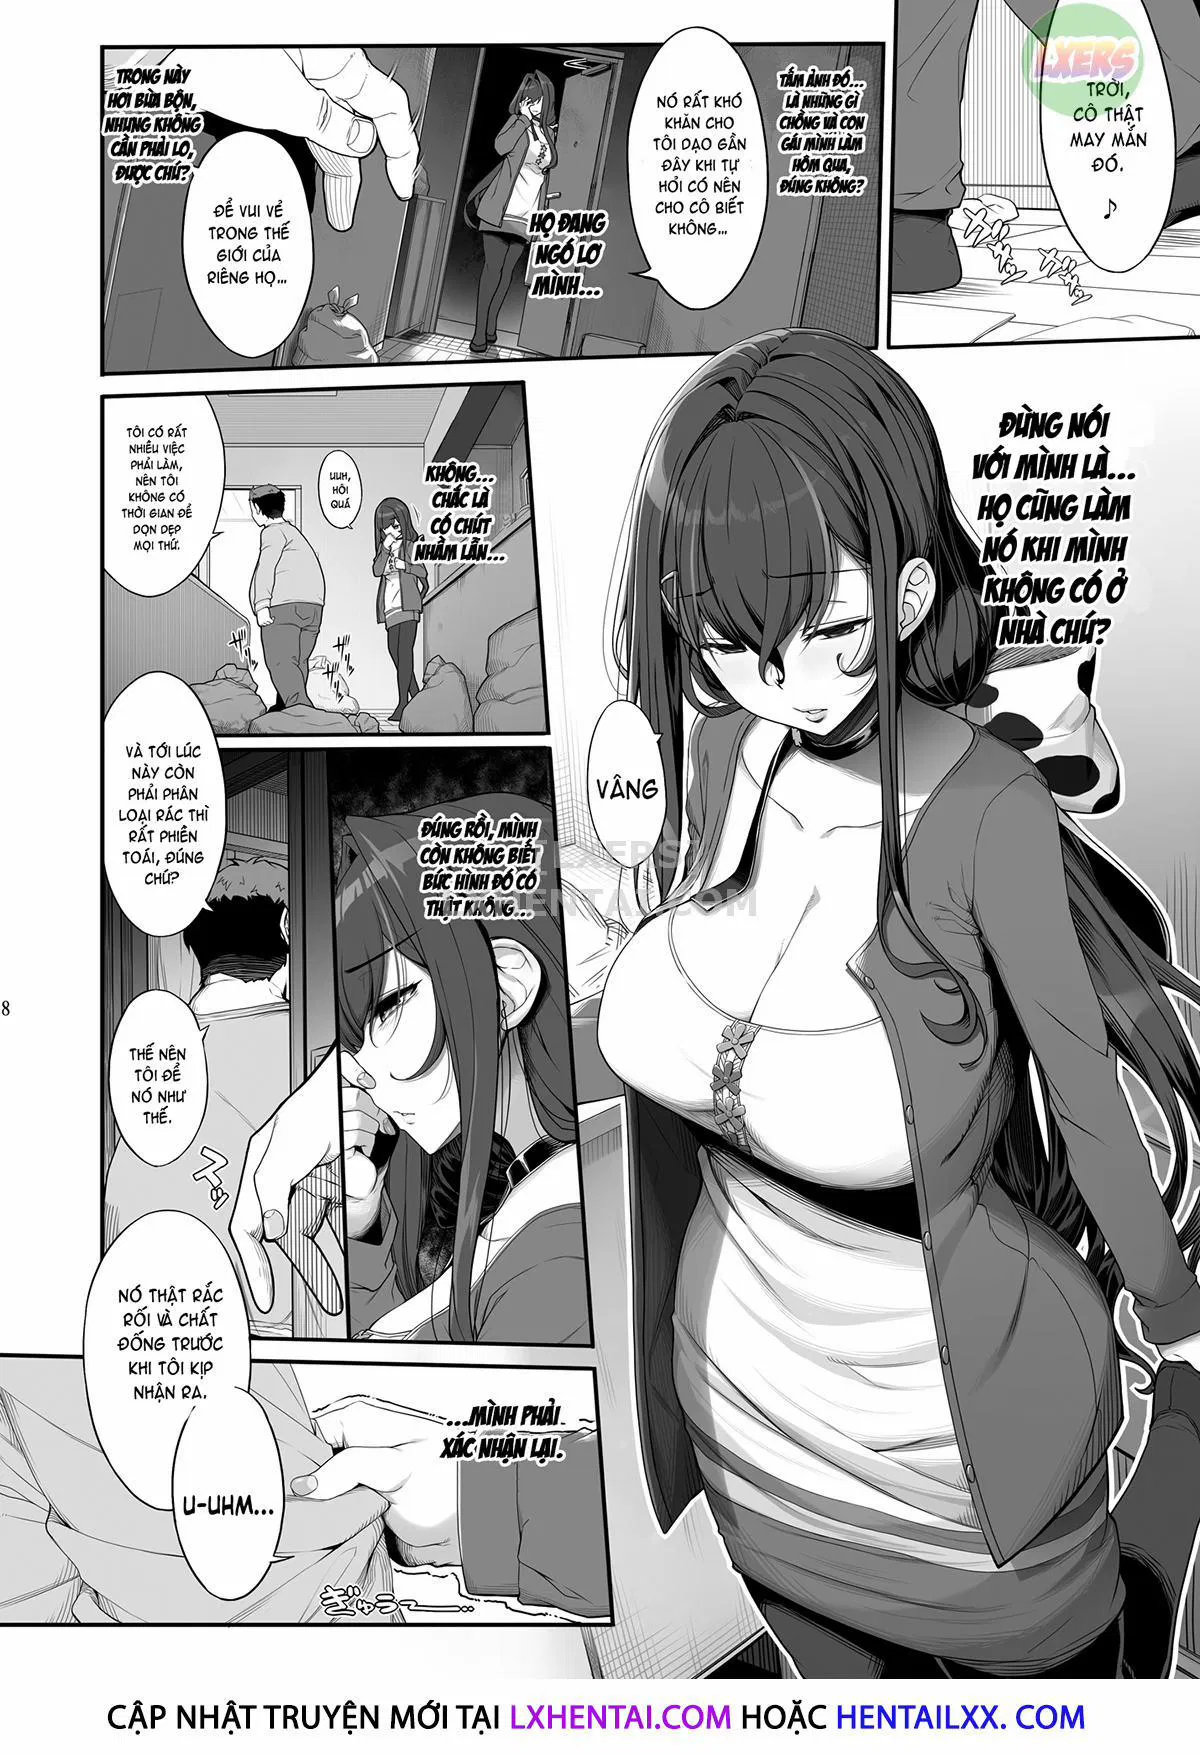 LXERS
TRỜI,
CÔ THẬT
MAY MẮN
ĐÓ.
♪
TẤM ẢNH ĐÓ...
LÀ NHỮNG GÌ
CHỒNG VÀ CON
GÁI MÌNH LÀM
HÔM QUA,
ĐÚNG KHÔNG?
NÓ RẤT KHÓ
KHĂN CHO
TÔI DẠO GẦN
ĐÂY KHI TỰ
HỎI CÓ NÊN
CHO CÔ BIẾT
KHÔNG...
HỌ ĐANG
NGÓ LƠ
MÌNH...
TRONG NÀY
HƠI BỪA BỘN,
NHƯNG KHÔNG
CẦN PHẢI LO,
ĐƯỢC CHỨ?
ĐỂ VUI VẺ
TRONG THẾ
GIỚI CỦA
RIÊNG HỌ...
ĐỪNG NÓI
VỚI MÌNH LÀ...
HỌ CŨNG LÀM
NÓ KHI MÌNH
KHÔNG CÓ Ở
NHÀ CHỨ?
VÂNG
KHÔNG...
CHẮC LÀ
CÓ CHÚT
NHẦM LẪN...
UUH,
HÔI
QUÁ
TÔI CÓ RẤT
NHIỀU VIỆC
PHẢI LÀM,
NÊN TÔI
KHÔNG CÓ
THỜI GIAN ĐỂ
DỌN DẸP
MỌI THỨ.
VÀ TỚI LÚC
NÀY CÒN
PHẢI PHÂN
LOẠI RÁC THÌ
RẤT PHIỀN
TOÁI, ĐÚNG
CHỨ?
ĐÚNG RỒI, MÌNH
CÒN KHÔNG BIẾT
BỨC HÌNH ĐÓ CÓ
THẬT KHÔNG...
THẾ NÊN
TÔI ĐỂ
NÓ NHƯ
THẾ.
NÓ THẬT RẮC
RỐI VÀ CHẤT
ĐỐNG TRƯỚC
KHI TÔI KỊP
NHẬN RA.
...MÌNH PHẢI
XÁC NHẬN LẠI.
U-UHM...
ぎゅうー...
8
CẬP NHẬT TRUYỆN MỚI TẠI LXHENTAI.COM HOẶC HENTAILXX. COM